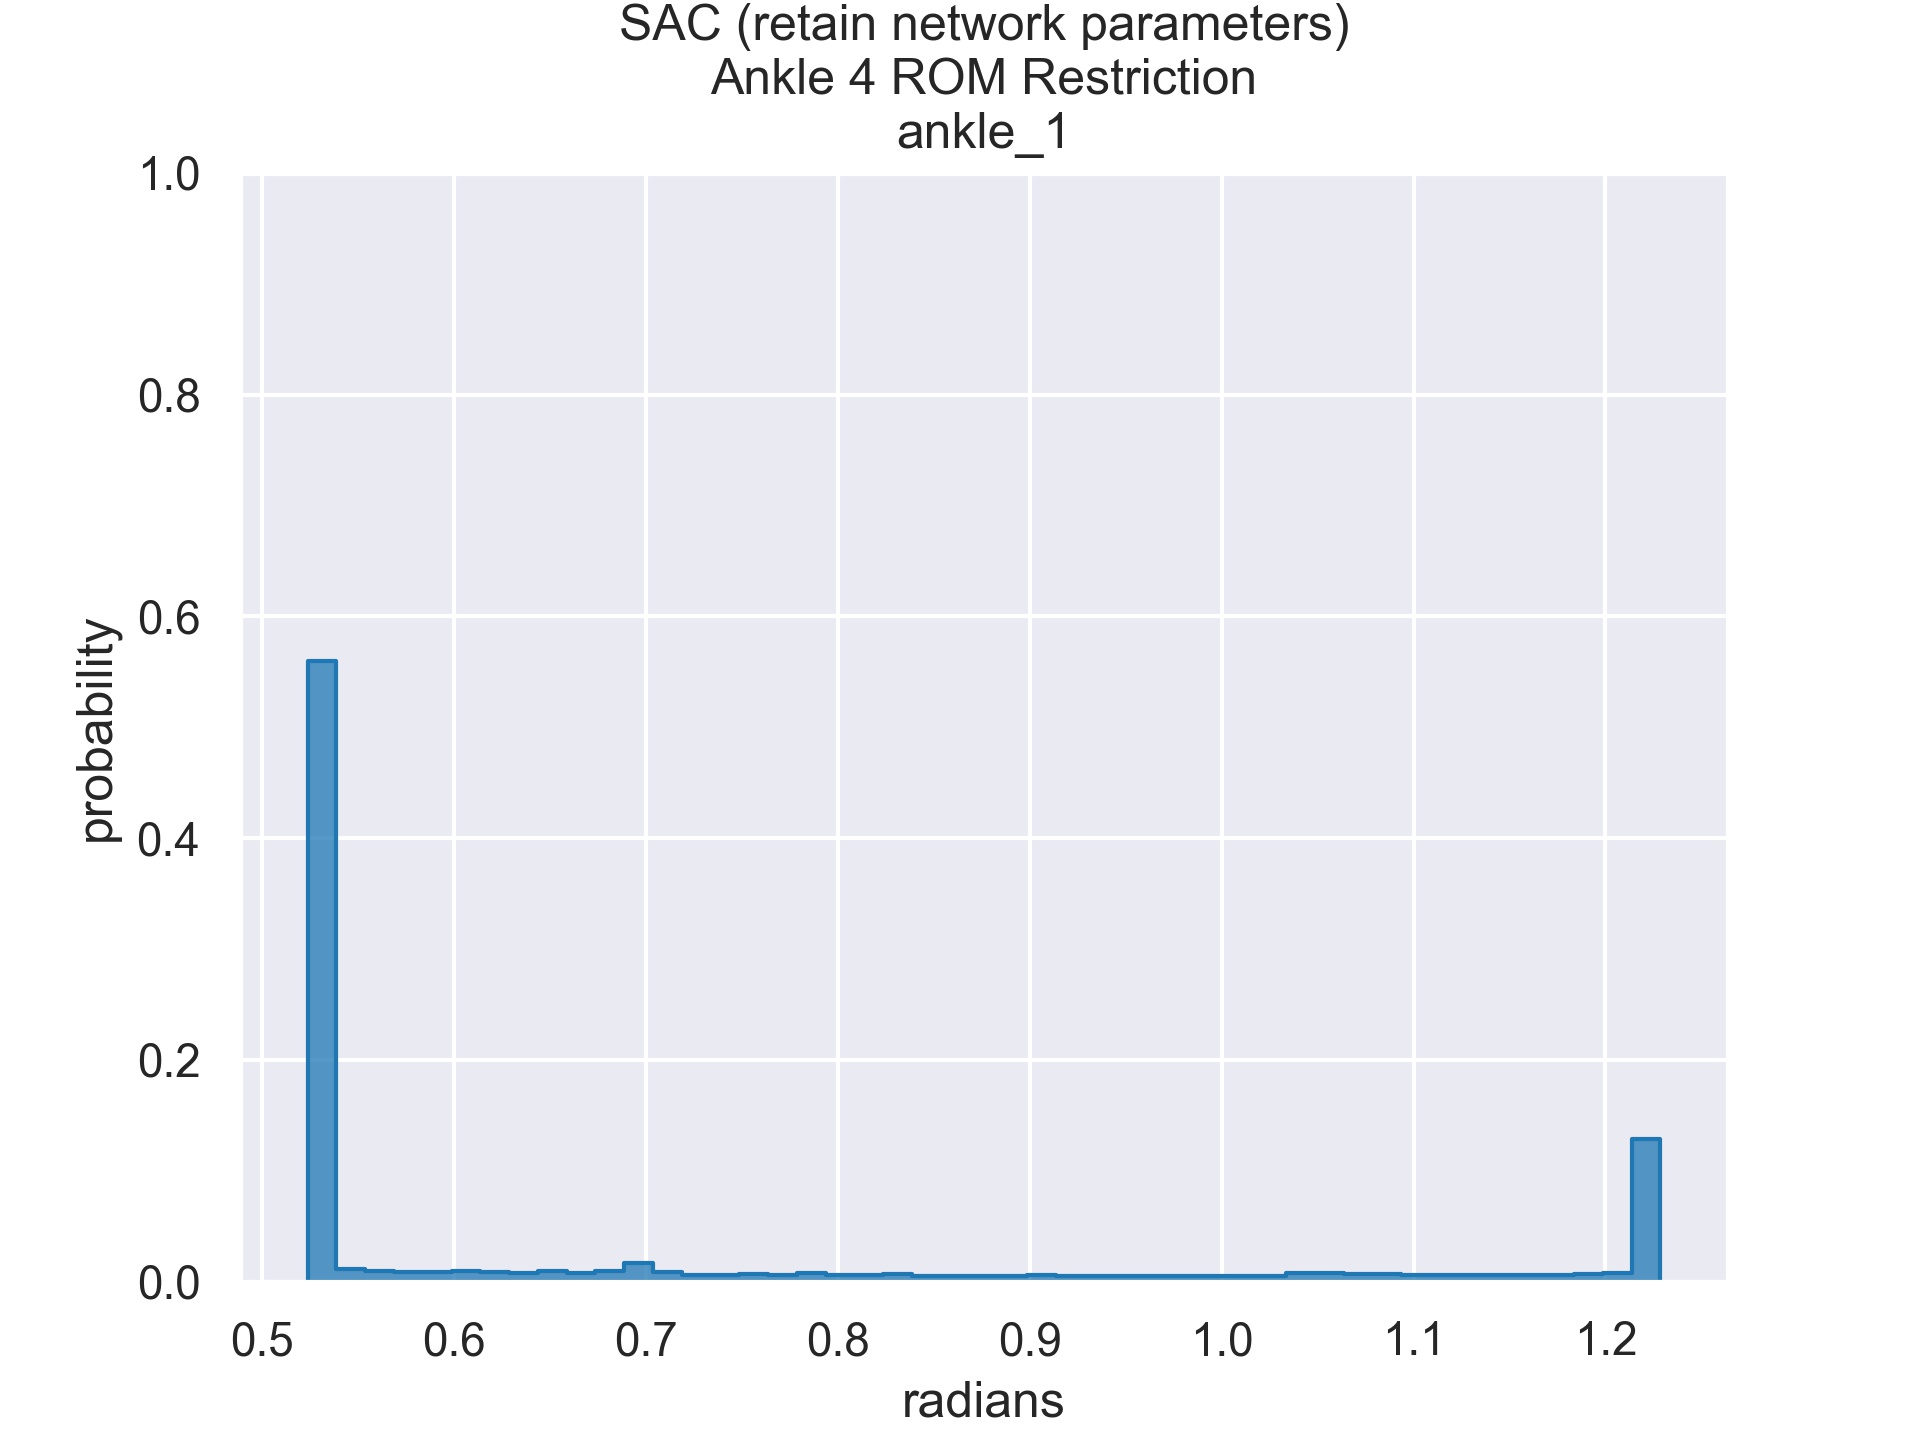 SAC (retain network parameters)
Ankle 4 ROM Restriction
ankle_1
1.0
0.8
0.6
0.4
0.2
0.0
probability
0.5 0.6 0.7 0.8 0.9 1.0 1.1 1.2
radians